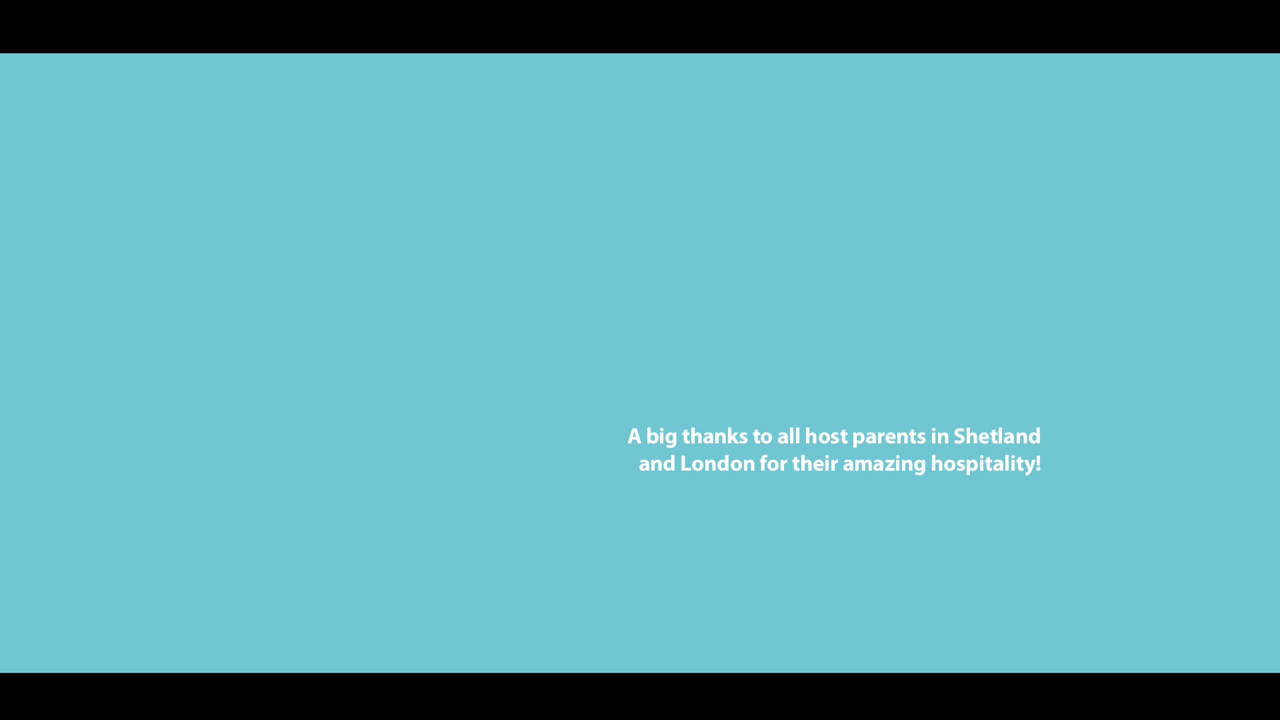 A big thanks to all host parents in Shetland
and London for their amazing hospitality!